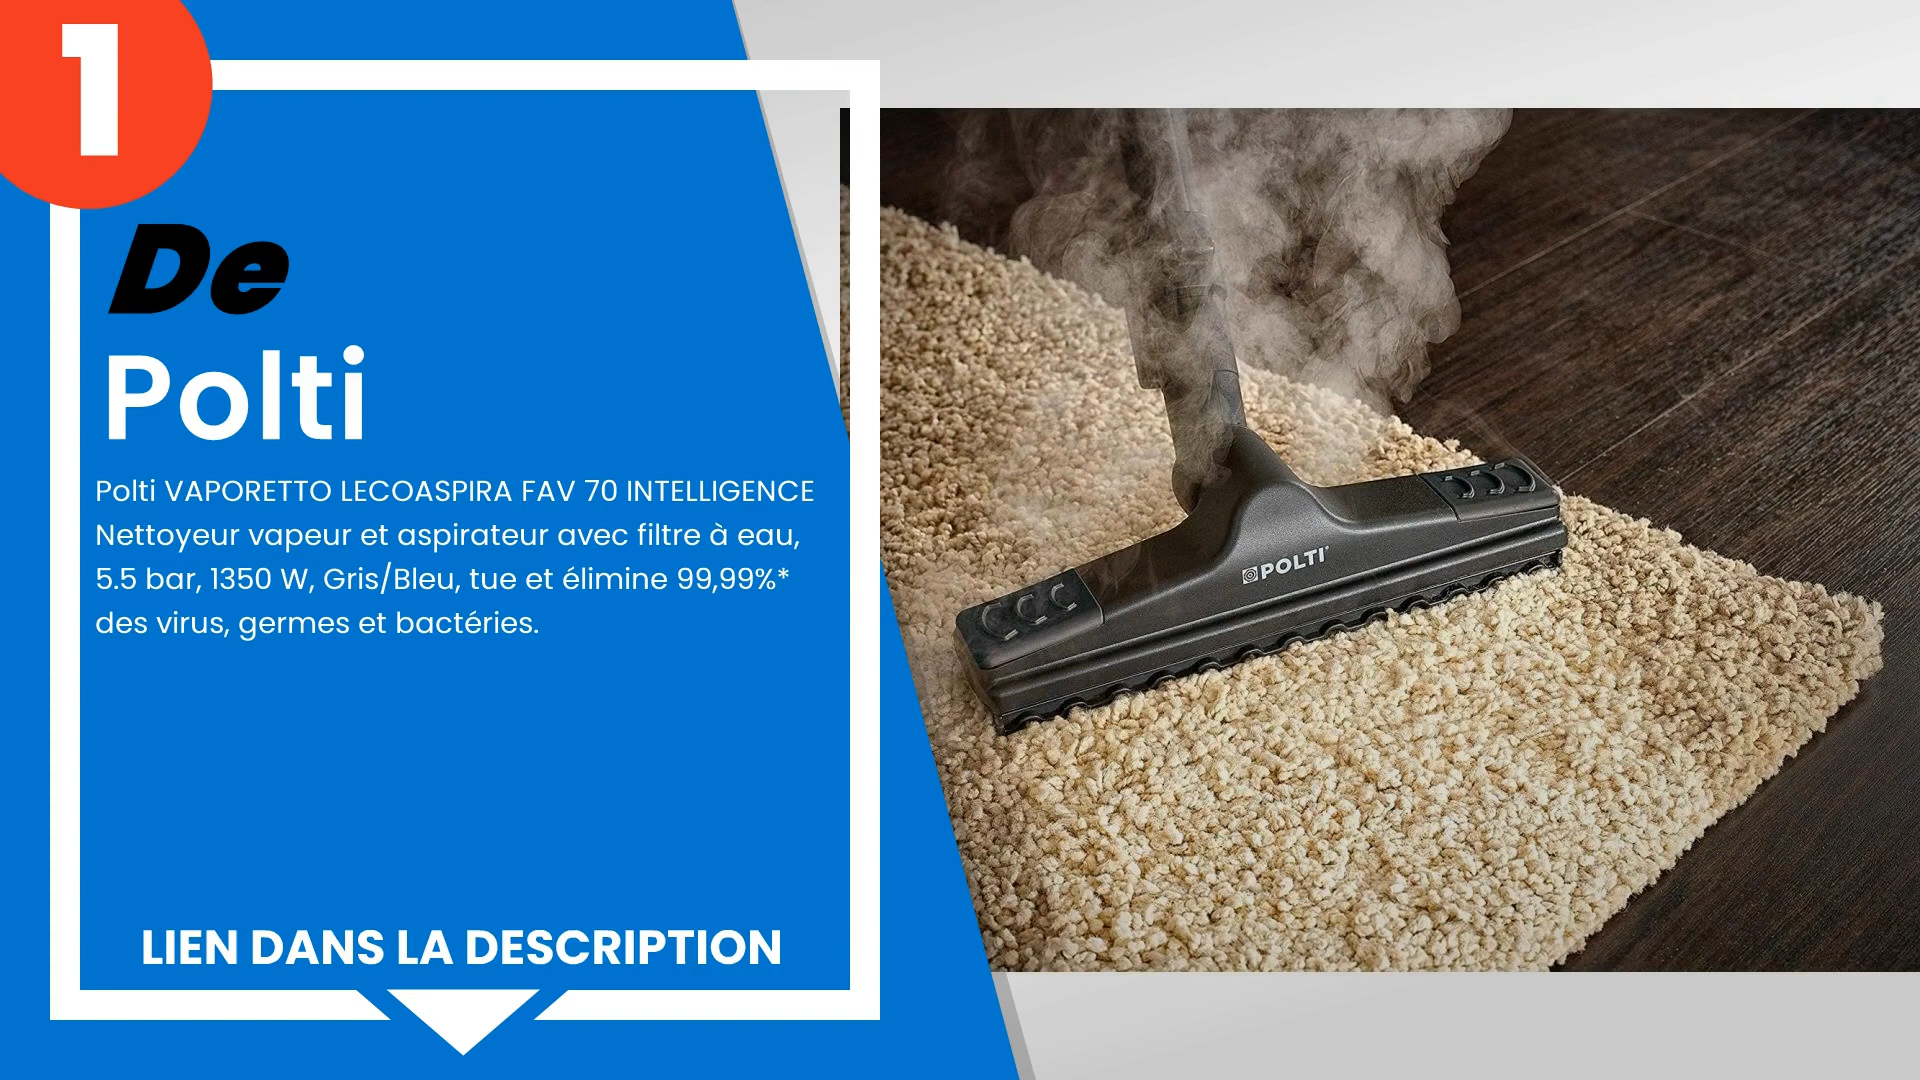 1
De
Polti
Polti VAPORETTO LECOASPIRA FAV 70 INTELLIGENCE
Nettoyeur vapeur et aspirateur avec filtre à eau,
5.5 bar, 1350 W, Gris/Bleu, tue et élimine 99,99%*
des virus, germes et bactéries.
POLTI
LIEN DANS LA DESCRIPTION